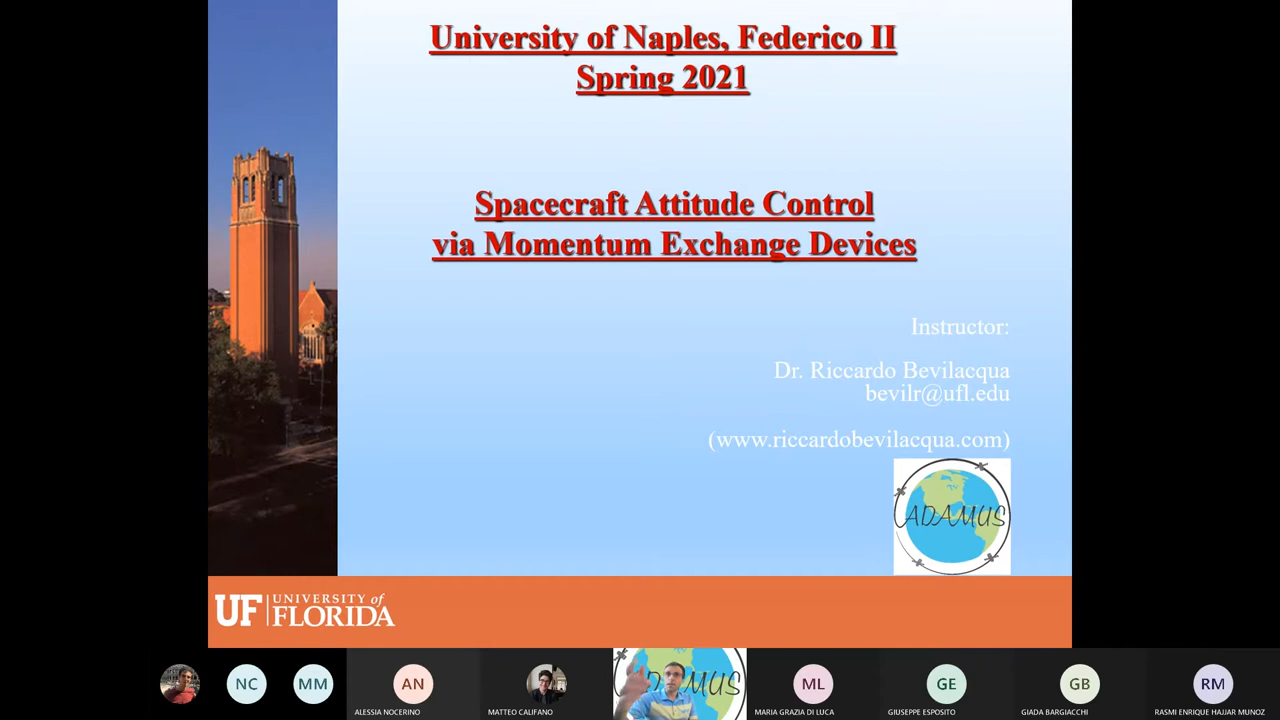 University of Naples, Federico II
Spring 2021
Spacecraft Attitude Control
via Momentum Exchange Devices
Instructor:
Dr. Riccardo Bevilacqua
bevilr@ufl.edu
(www.riccardobevilacqua.com)
ADAMUS
UF UNIVERSITY of
FLORIDA
NC
MM
AN
ALESSIA NOCERINO
MATTEO CALIFANO
ADAMUS
ML
MARIA GRAZIA DI LUCA
GE
GIUSEPPE ESPOSITO
GB
GIADA BARGIACCHI
RM
RASMI ENRIQUE HAJJAR MUNOZ